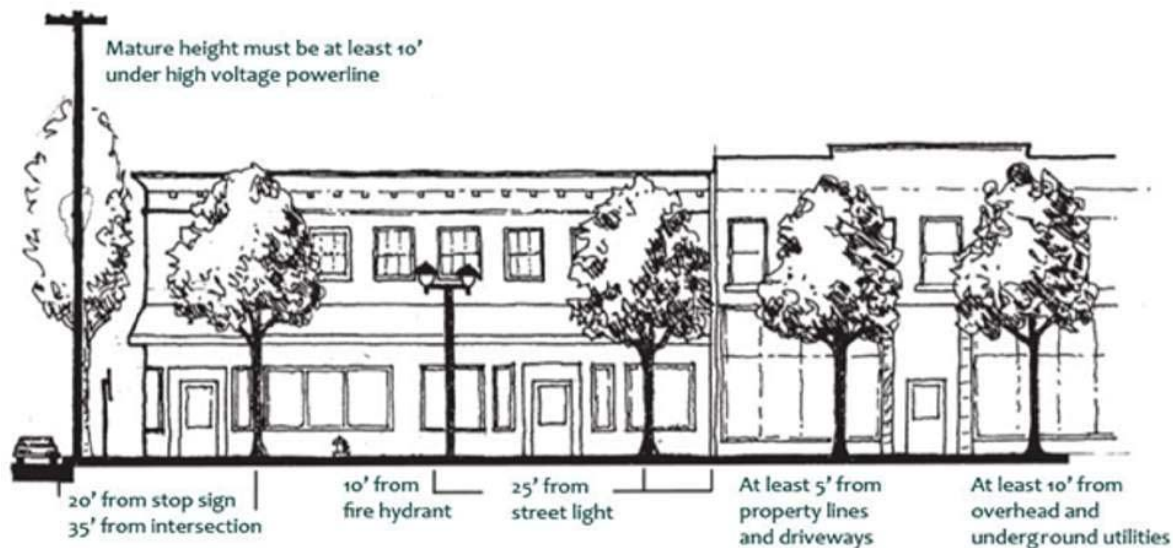 Mature height must be at least 10’
under high voltage powerline
20’ from stop sign
35’ from intersection
10’ from
fire hydrant
25’ from
street light
At least 5’ from
property lines
and driveways
At least 10’ from
overhead and
underground utilities